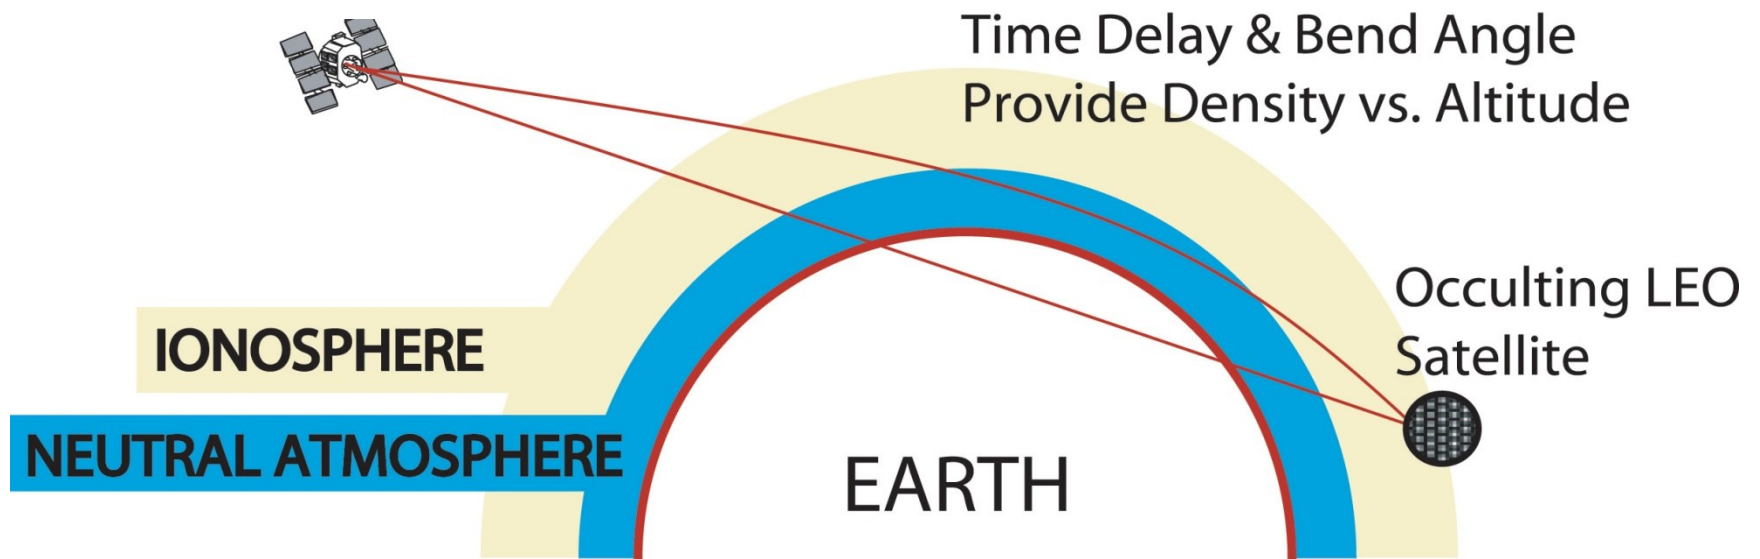 Time Delay & Bend Angle
Provide Density vs. Altitude
Occulting LEO
Satellite
IONOSPHERE
NEUTRAL ATMOSPHERE
EARTH